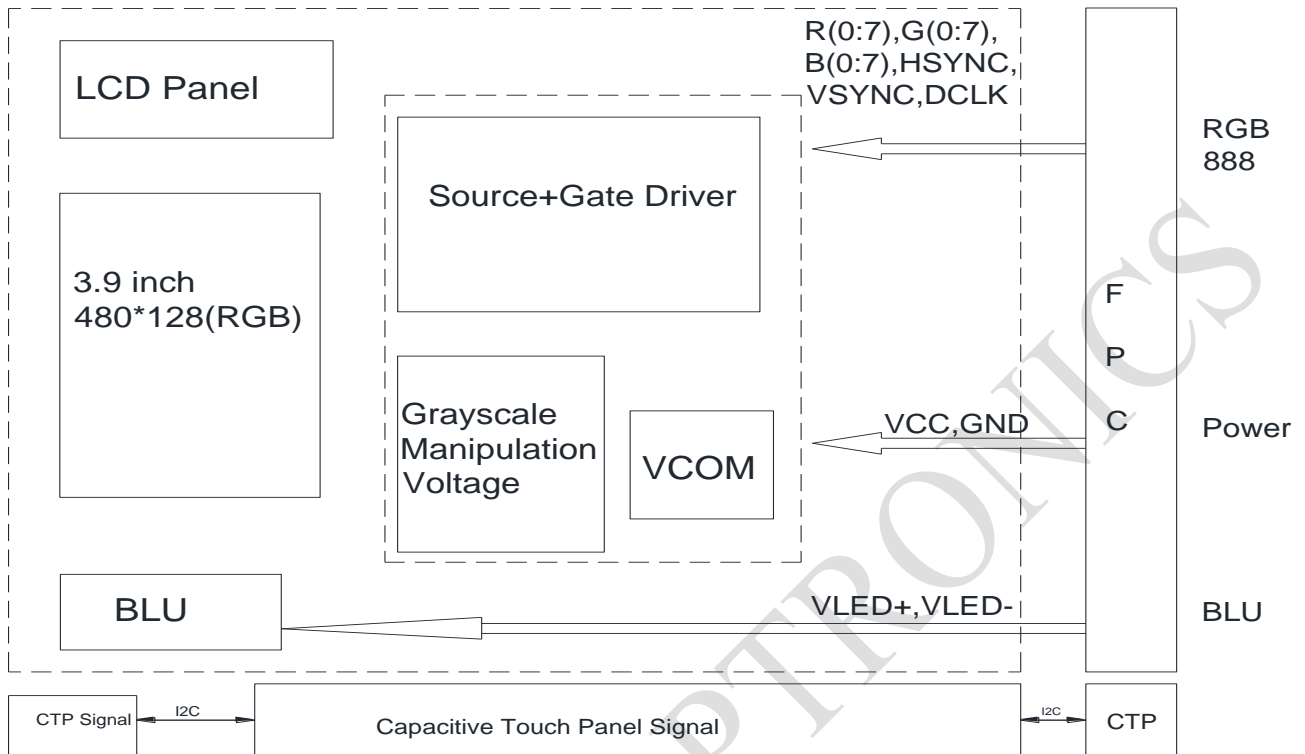 R(0:7),G(0:7),
B(0:7),HSYNC,
VSYNC,DCLK
LCD Panel
RGB
888
Source+Gate Driver
3.9 inch
480*128(RGB)
F
P
C
Grayscale
Manipulation
Voltage
VCOM
VCC,GND
Power
BLU
VLED+,VLED-
BLU
CTP Signal
I2C
Capacitive Touch Panel Signal
I2C
CTP
PTRONICS